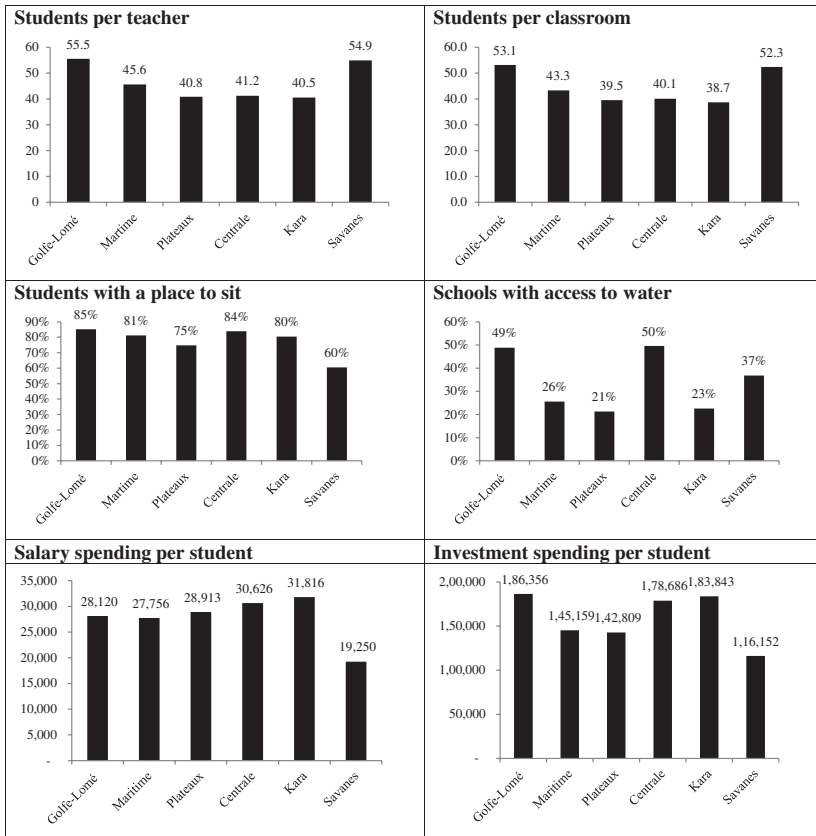 Students per teacher
60
50
40
30
20
10
0
55.5
45.6
40.8
41.2
40.5
54.9
Golfe-Lomé
Martime
Plateaux
Centrale
Kara
Savanes
Students per classroom
60.0
50.0
40.0
30.0
20.0
10.0
0.0
53.1
43.3
39.5
40.1
38.7
52.3
Golfe-Lomé
Martime
Plateaux
Centrale
Kara
Savanes
Students with a place to sit
90%
80%
70%
60%
50%
40%
30%
20%
10%
0%
85%
81%
75%
84%
80%
60%
Golfe-Lomé
Martime
Plateaux
Centrale
Kara
Savanes
Schools with access to water
60%
50%
40%
30%
20%
10%
0%
49%
26%
21%
50%
23%
37%
Golfe-Lomé
Martime
Plateaux
Centrale
Kara
Savanes
Salary spending per student
35,000
30,000
25,000
20,000
15,000
10,000
5,000
-
28,120
27,756
28,913
30,626
31,816
19,250
Golfe-Lomé
Maritime
Plateaux
Centrale
Kara
Savanes
Investment spending per student
2,00,000
1,50,000
1,00,000
50,000
-
1,86,356
1,45,159
1,42,809
1,78,686
1,83,843
1,16,152
Golfe-Lomé
Maritime
Plateaux
Centrale
Kara
Savanes